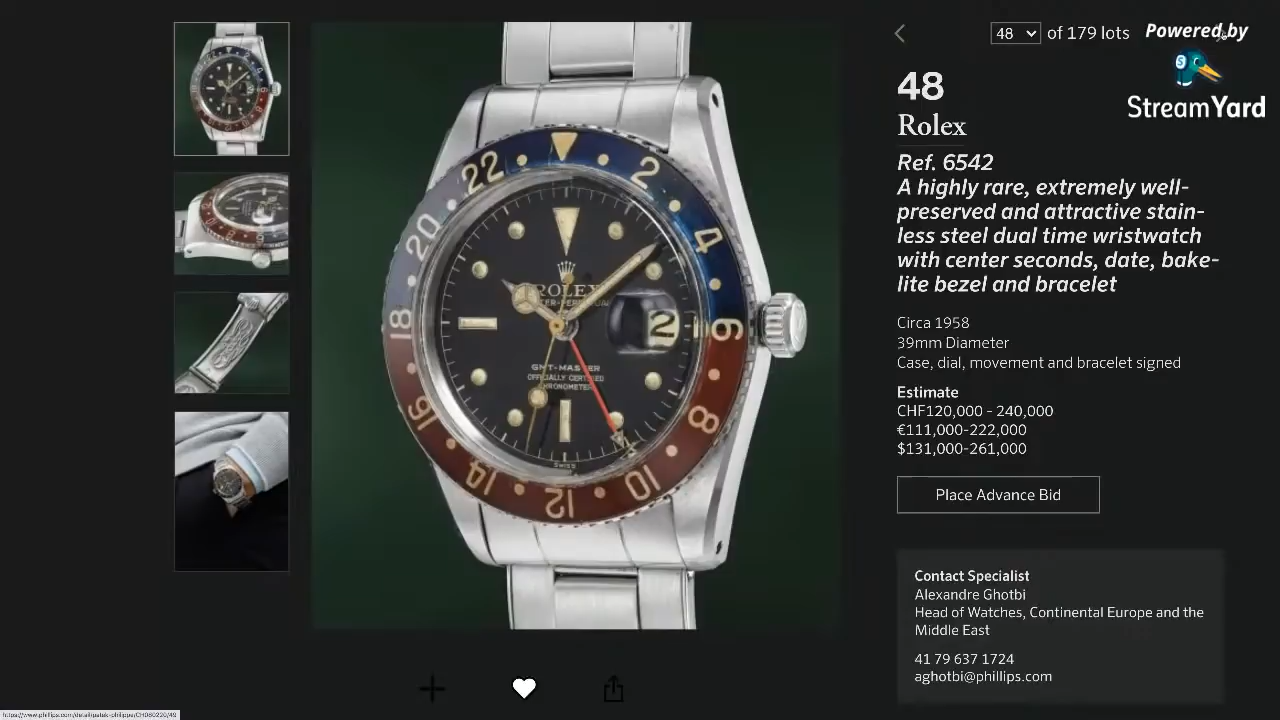 48 of 179 lots
Powered by
StreamYard
48
Rolex
Ref. 6542
A highly rare, extremely well-
preserved and attractive stain-
less steel dual time wristwatch
with center seconds, date, bake-
lite bezel and bracelet
Circa 1958
39mm Diameter
Case, dial, movement and bracelet signed
Estimate
CHF120,000 - 240,000
€111,000-222,000
$131,000-261,000
Place Advance Bid
Contact Specialist
Alexandre Ghotbi
Head of Watches, Continental Europe and the
Middle East
41 79 637 1724
aghotbi@phillips.com
22 2
20 4
18 6
16 8
14 12 10
ROLEX
2
GMT-MASTER
OFFICIALLY CERTIFIED
CHRONOMETER
SWISS